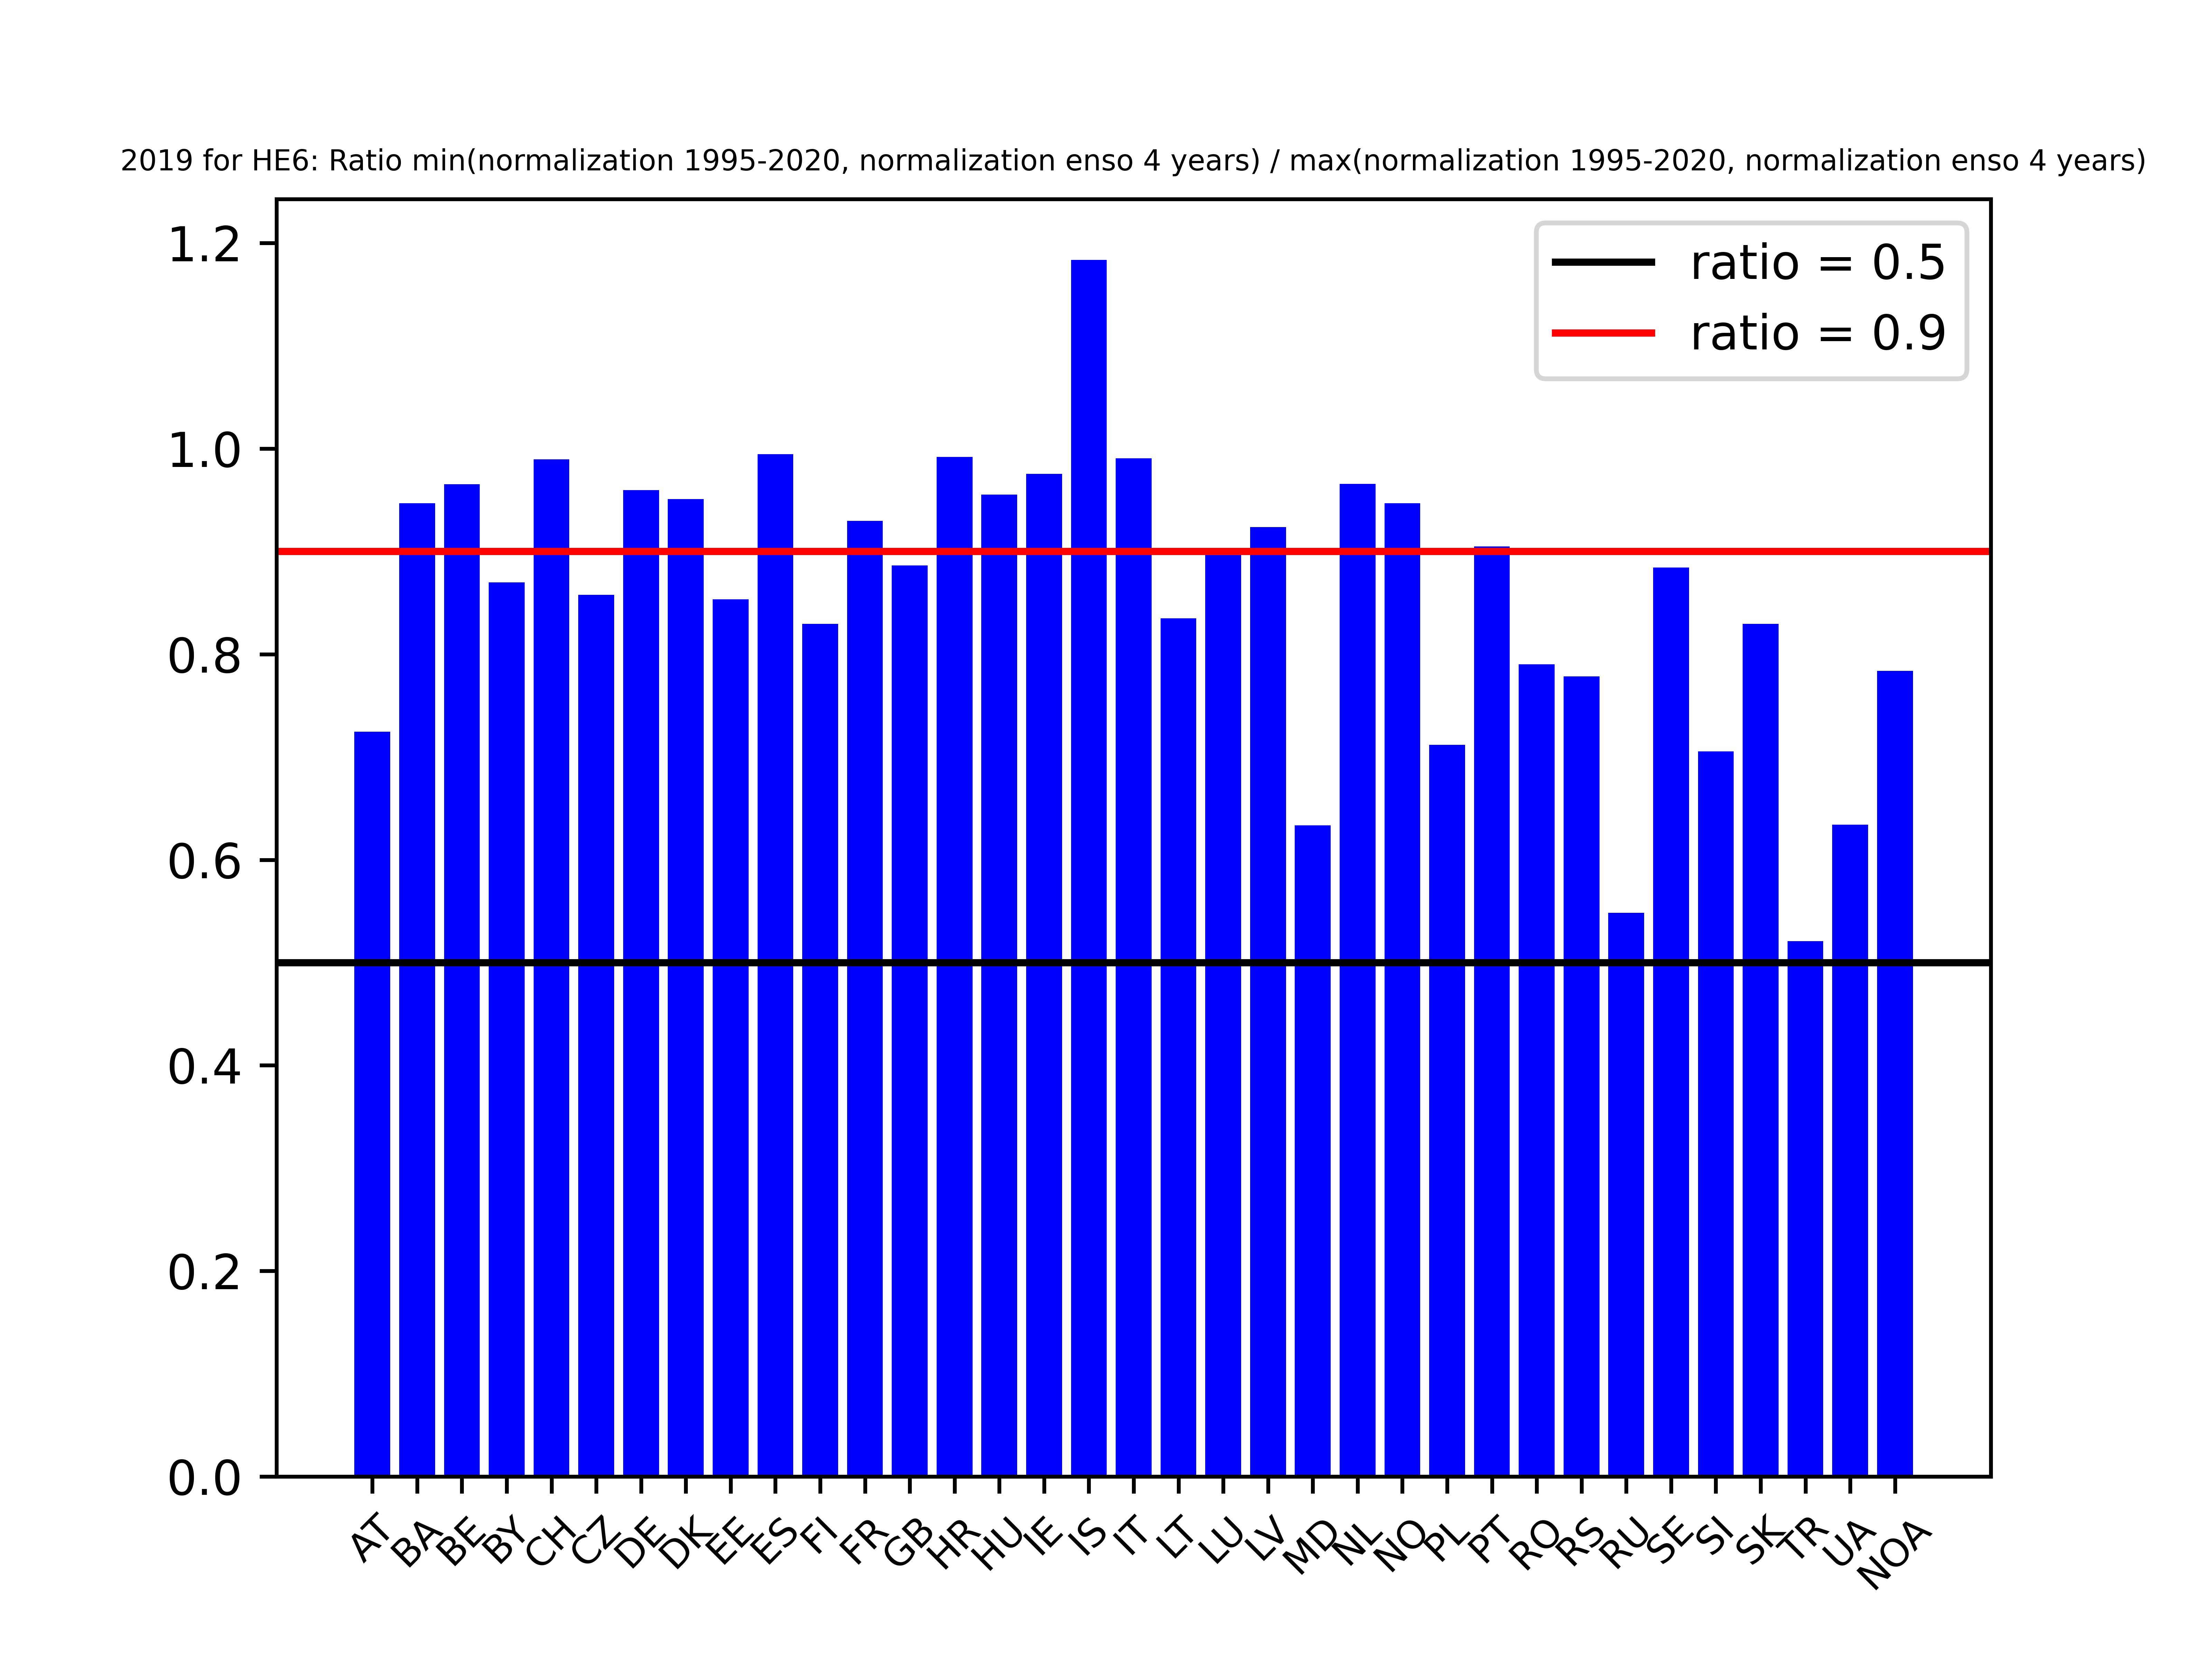 2019 for HE6: Ratio min(normalization 1995-2020, normalization enso 4 years) / max(normalization 1995-2020, normalization enso 4 years)
1.2
1.0
0.8
0.6
0.4
0.2
0.0
ratio = 0.5
ratio = 0.9
AT
BA
BE
BY
CH
CZ
DE
DK
EE
ES
FI
FR
GB
HR
HU
IE
IS
IT
LT
LU
LV
MD
NL
NO
PL
PT
RO
RS
RU
SE
SI
SK
TR
UA
NOA